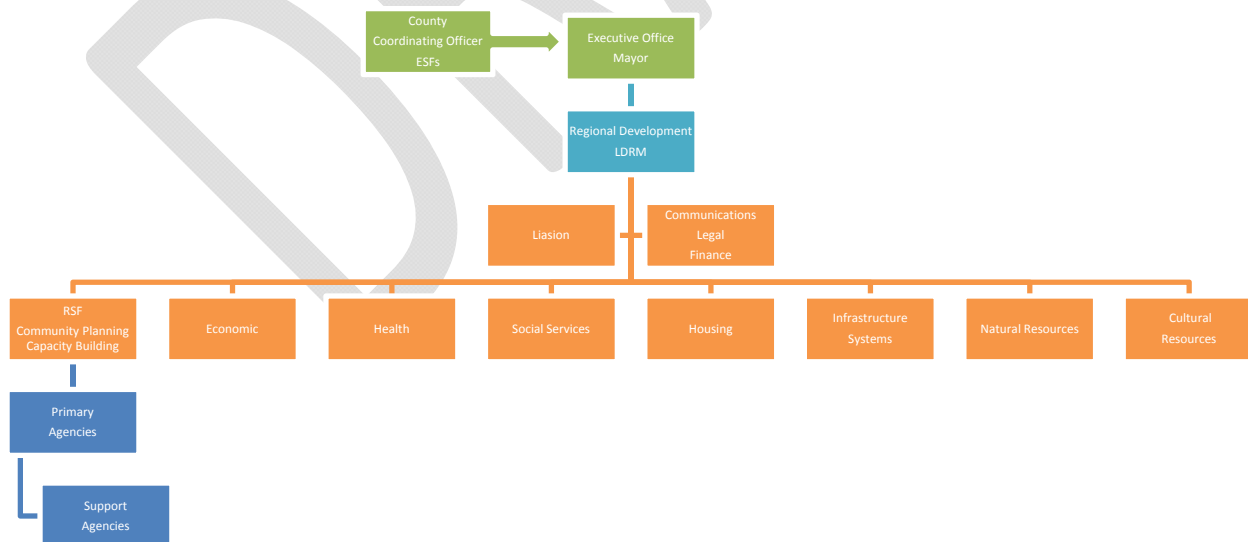 County
Coordinating Officer
ESFs
Executive Office
Mayor
Regional Development
LDRM
Liasion
Communications
Legal
Finance
RSF
Community Planning
Capacity Building
Economic
Health
Social Services
Housing
Infrastructure
Systems
Natural Resources
Cultural
Resources
Primary
Agencies
Support
Agencies